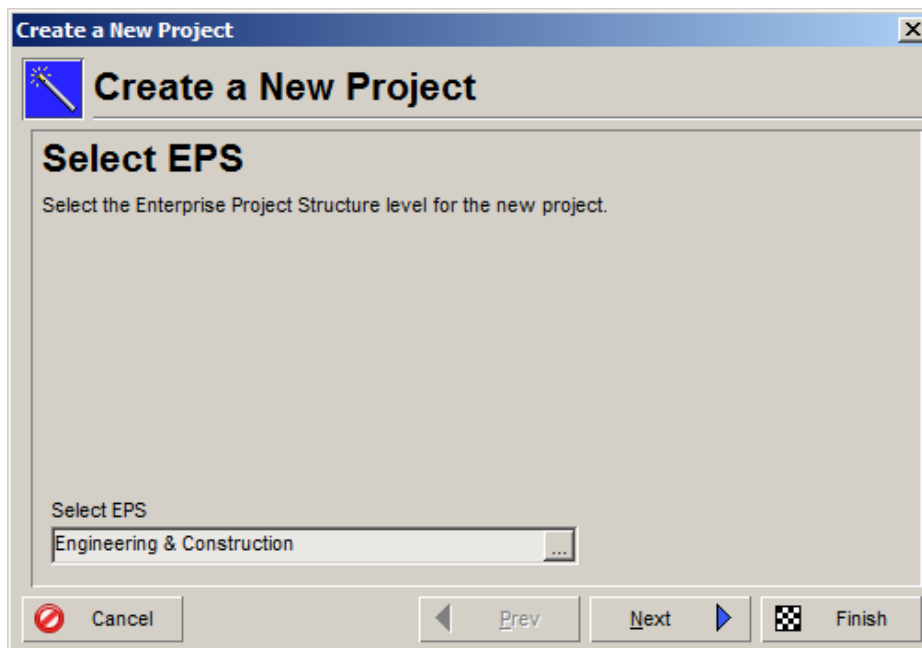 Create a New Project
Create a New Project
Select EPS
Select the Enterprise Project Structure level for the new project.
Select EPS
Engineering & Construction
...
Cancel
Prev
Next
Finish